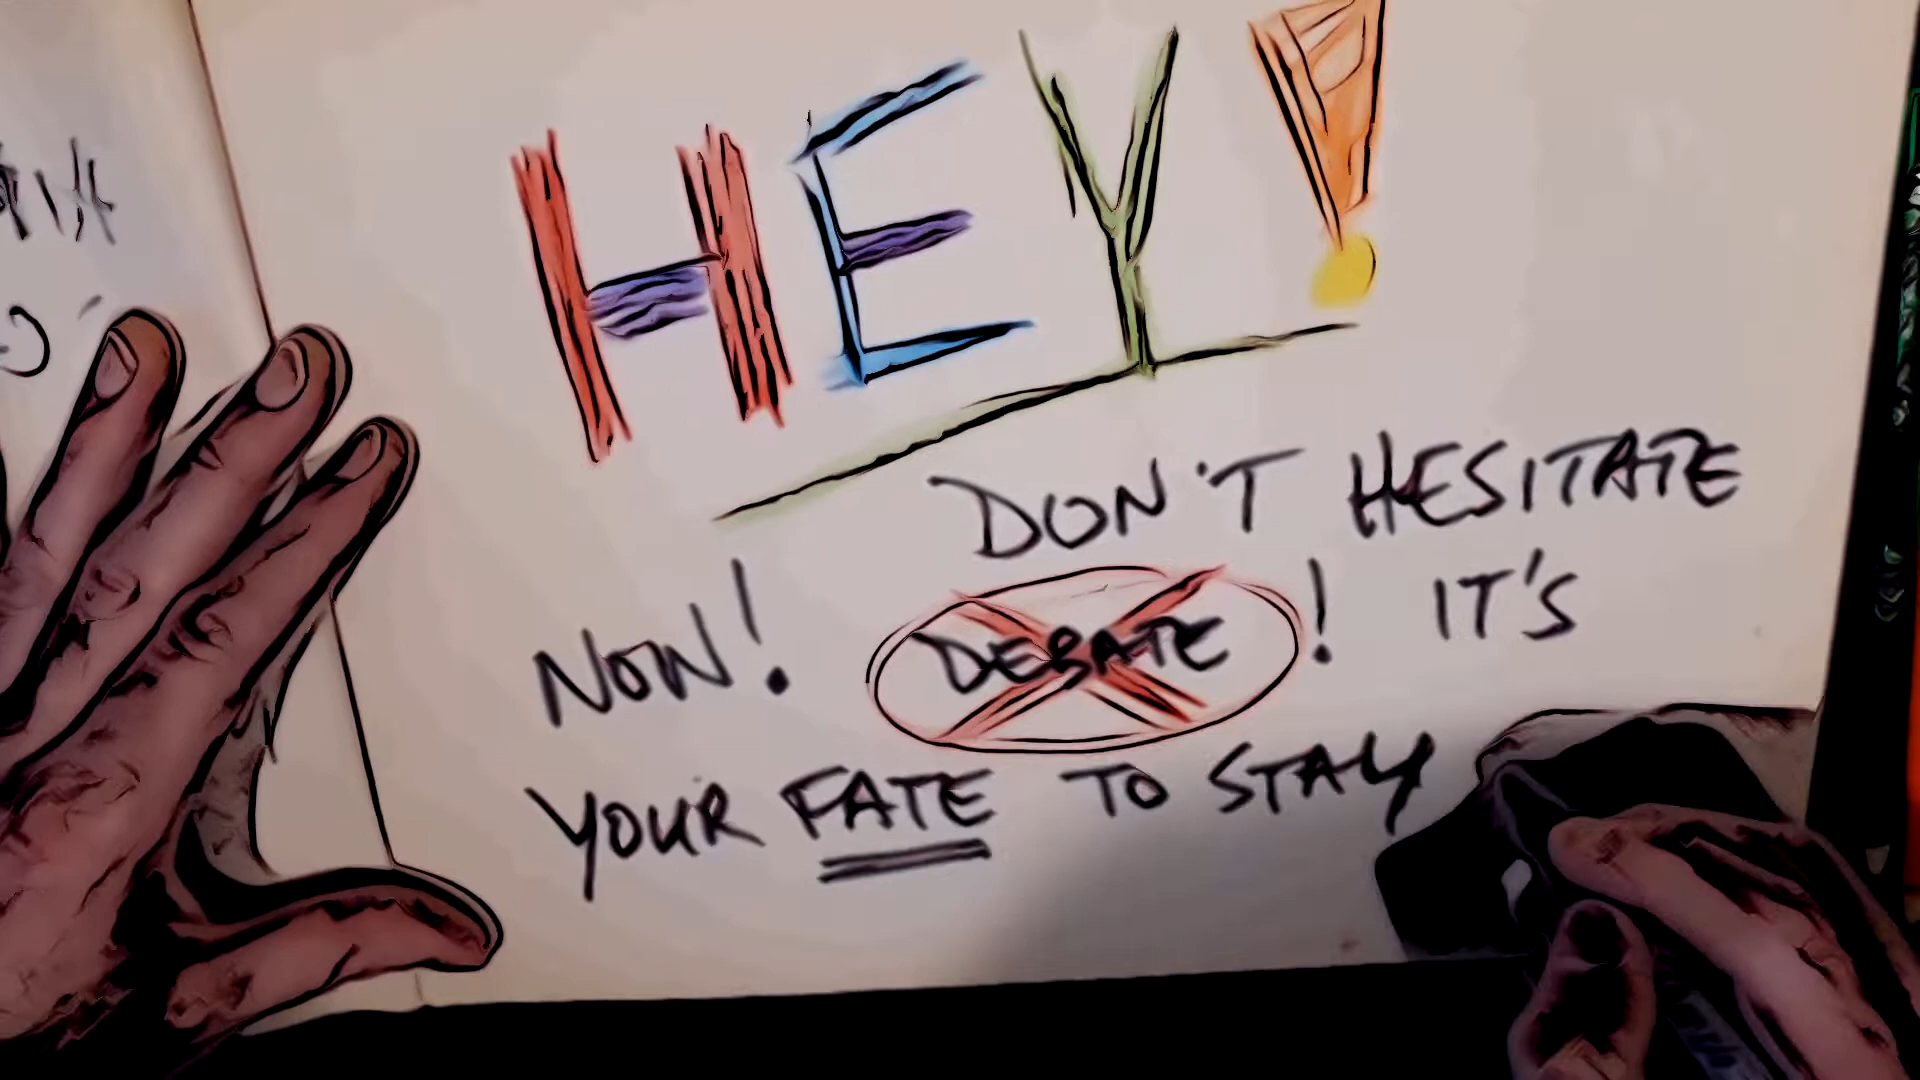 HEY!
DON'T HESITATE
NOW! DEBATE! IT'S
YOUR FATE TO STAY